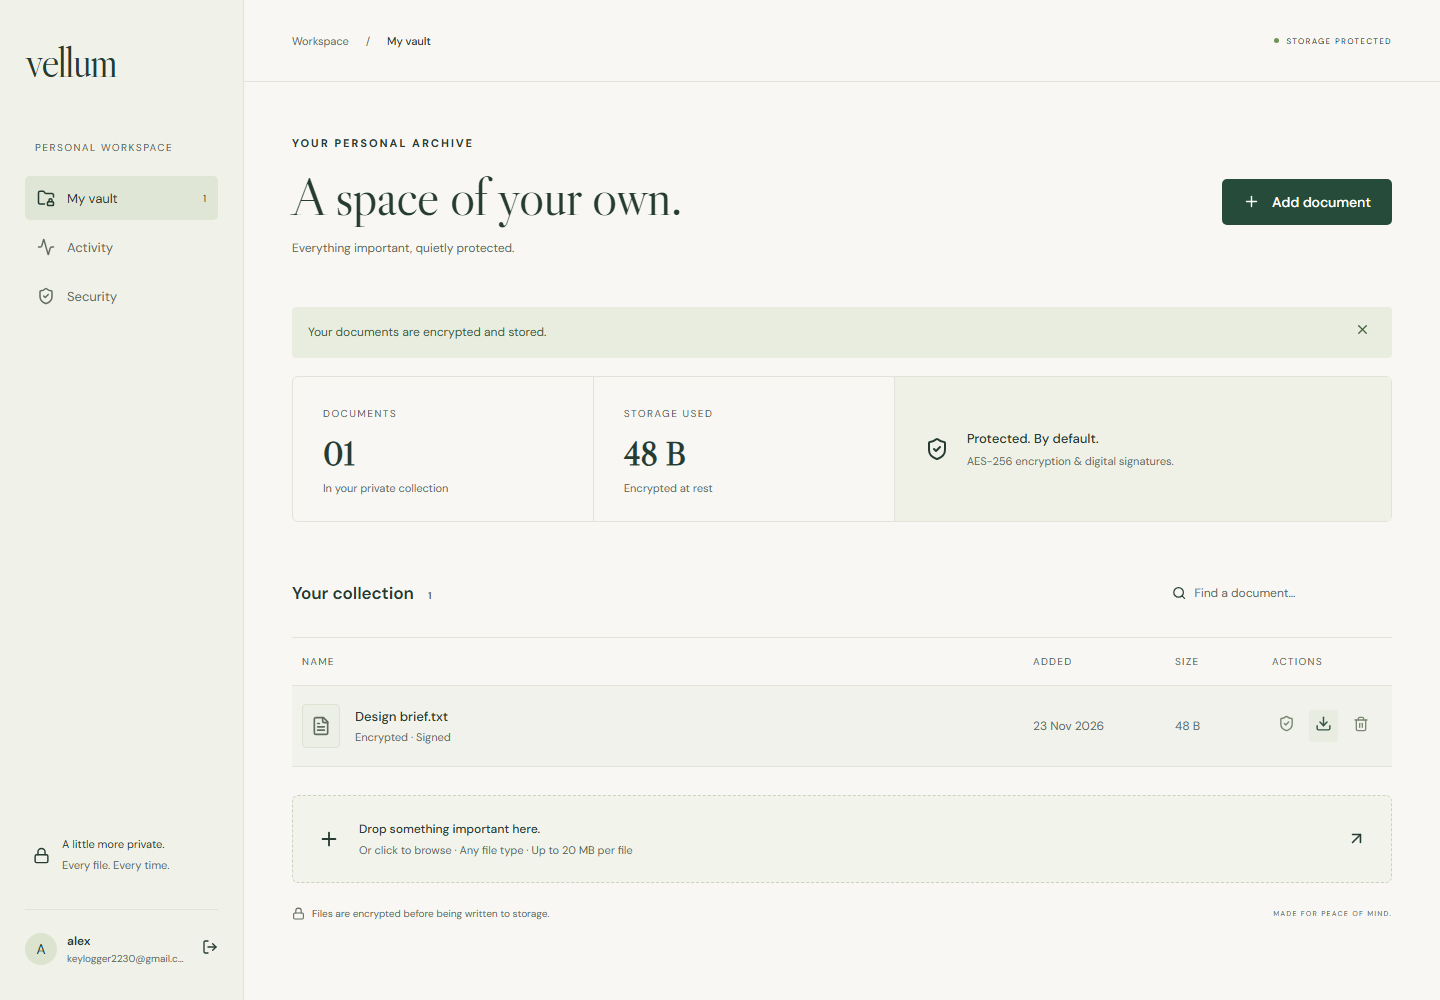 vellum
PERSONAL WORKSPACE
My vault 1
Activity
Security
A little more private.
Every file. Every time.
A
alex
keylogger2230@gmail.c...
Workspace / My vault
STORAGE PROTECTED
YOUR PERSONAL ARCHIVE
A space of your own.
Everything important, quietly protected.
Add document
Your documents are encrypted and stored.
DOCUMENTS
01
In your private collection
STORAGE USED
48 B
Encrypted at rest
Protected. By default.
AES-256 encryption & digital signatures.
Your collection 1
Find a document...
NAME ADDED SIZE ACTIONS
Design brief.txt
Encrypted · Signed
23 Nov 2026 48 B
Drop something important here.
Or click to browse · Any file type · Up to 20 MB per file
Files are encrypted before being written to storage.
MADE FOR PEACE OF MIND.